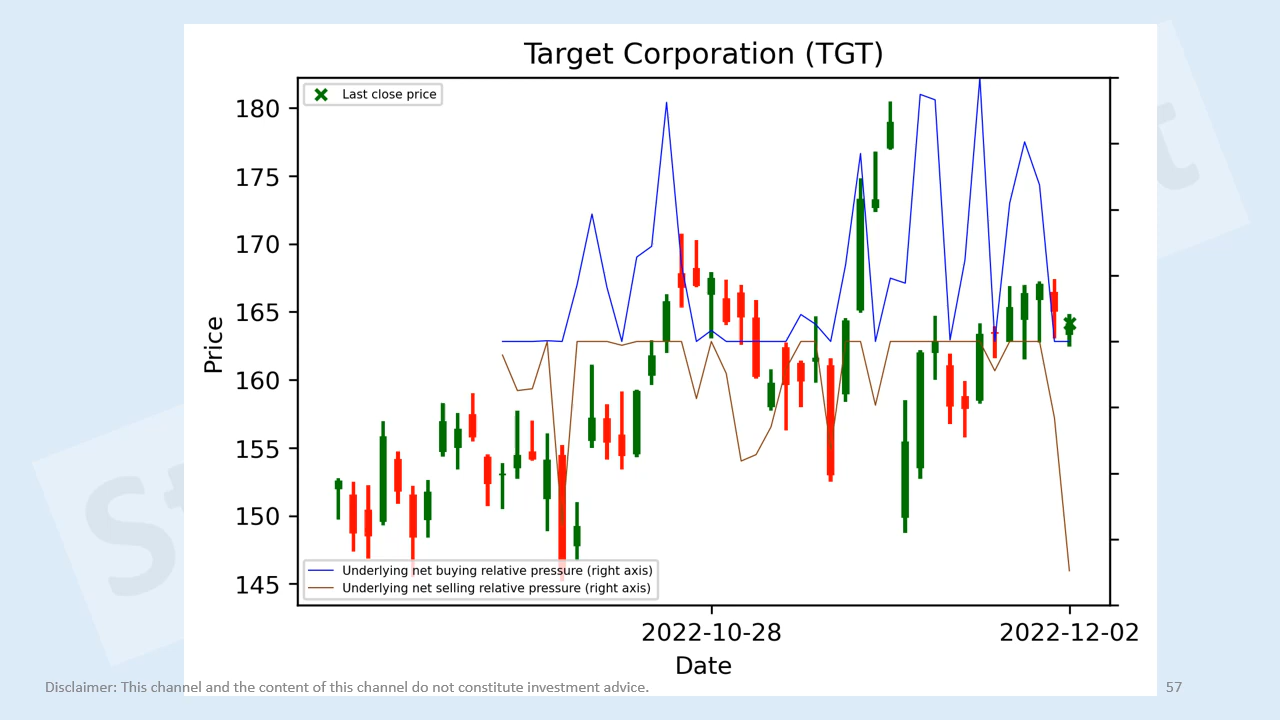 Target Corporation (TGT)
Last close price
180
175
170
165
160
155
150
145
Price
Underlying net buying relative pressure (right axis)
Underlying net selling relative pressure (right axis)
2022-10-28
2022-12-02
Date
Disclaimer: This channel and the content of this channel do not constitute investment advice.
57